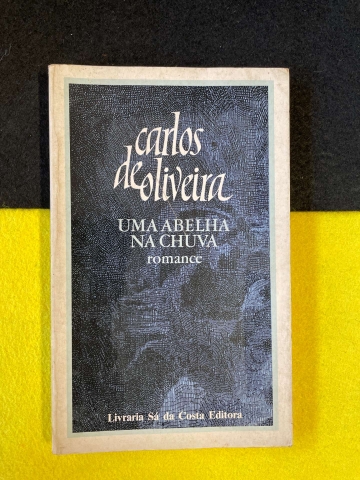 carlos
de oliveira
UMA ABELHA
NA CHUVA
romance
Livraria Sá da Costa Editora